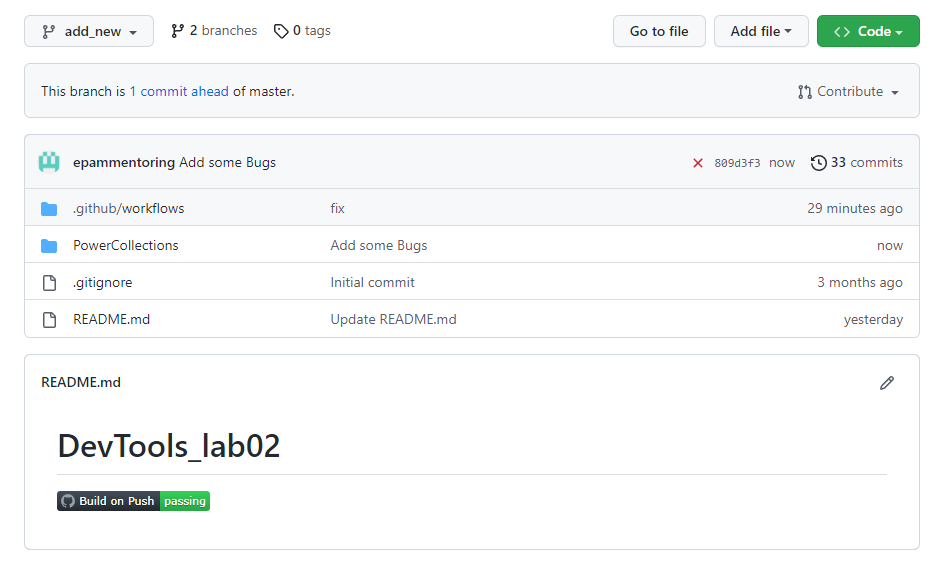 add_new 2 branches 0 tags Go to file Add file Code
This branch is 1 commit ahead of master. Contribute
epammentoring Add some Bugs 809d3f3 now 33 commits
.github/workflows fix 29 minutes ago
PowerCollections Add some Bugs now
.gitignore Initial commit 3 months ago
README.md Update README.md yesterday
README.md
DevTools_lab02
Build on Push passing